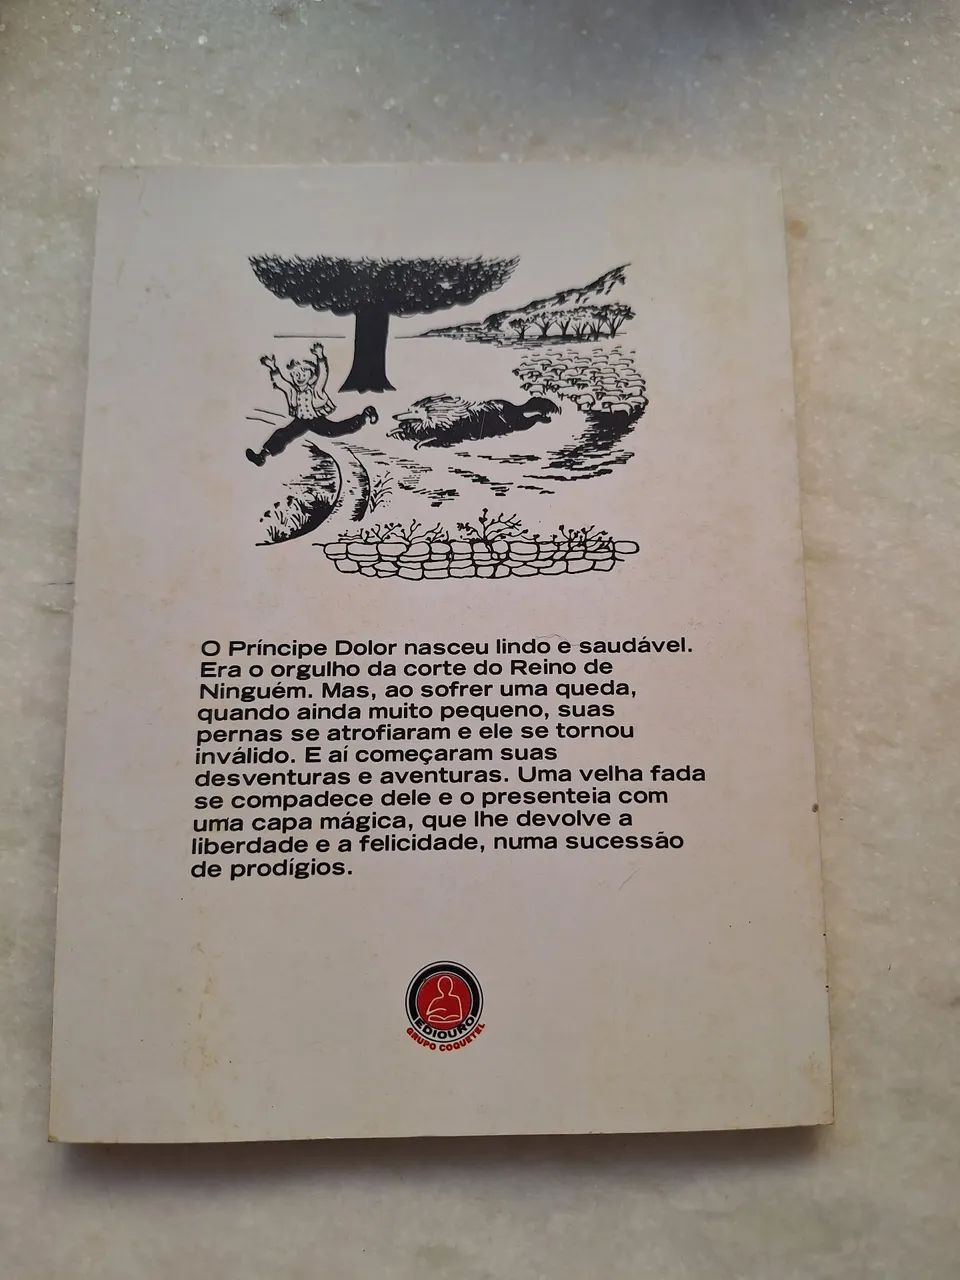 O Príncipe Dolor nasceu lindo e saudável.
Era o orgulho da corte do Reino de
Ninguém. Mas, ao sofrer uma queda,
quando ainda muito pequeno, suas
pernas se atrofiaram e ele se tornou
inválido. E aí começaram suas
desventuras e aventuras. Uma velha fada
se compadece dele e o presenteia com
uma capa mágica, que lhe devolve a
liberdade e a felicidade, numa sucessão
de prodígios.
EDIOURO
GRUPO COQUETEL